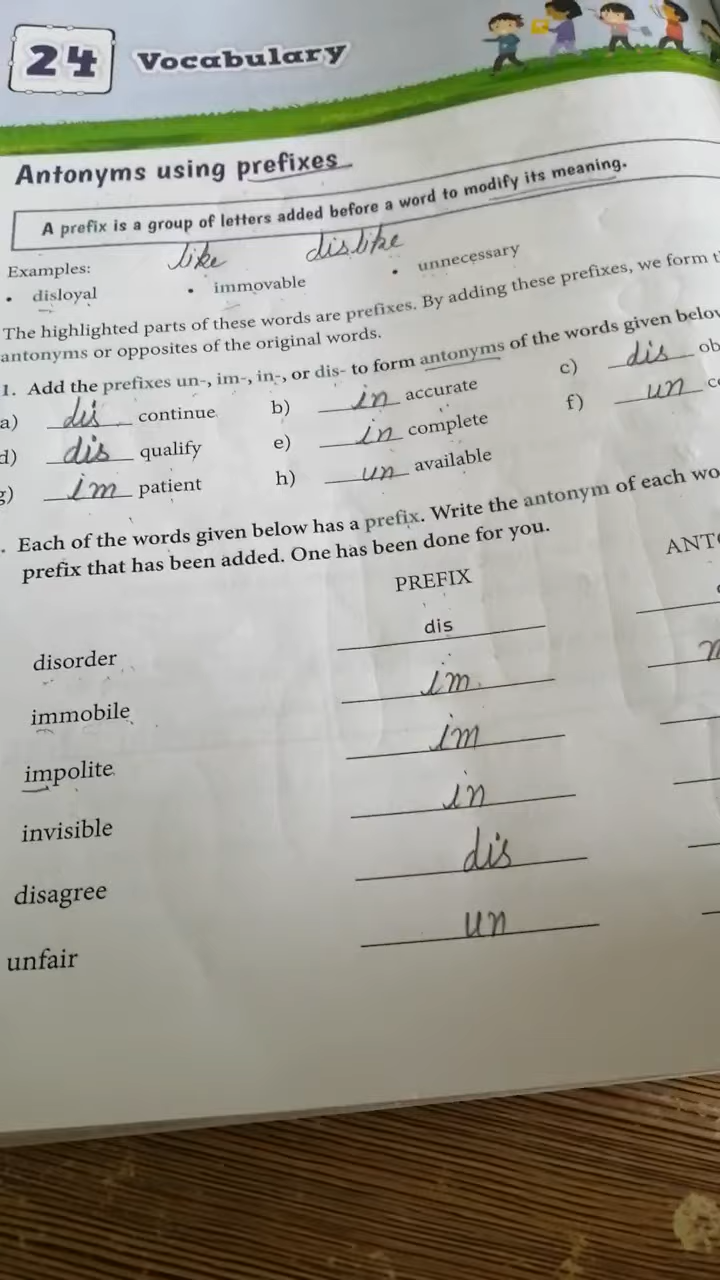 24 Vocabulary
Antonyms using prefixes
A prefix is a group of letters added before a word to modify its meaning.
like dislike
Examples:
• disloyal • immovable • unnecessary
The highlighted parts of these words are prefixes. By adding these prefixes, we form
antonyms or opposites of the original words.
1. Add the prefixes un-, im-, in-, or dis- to form antonyms of the words given
a) dis continue b) in accurate c) dis ob
d) dis qualify e) in complete f) un
g) im patient h) un available
. Each of the words given below has a prefix. Write the antonym of each
prefix that has been added. One has been done for you.
PREFIX ANT
disorder dis
immobile im
impolite im
invisible in
disagree dis
unfair un